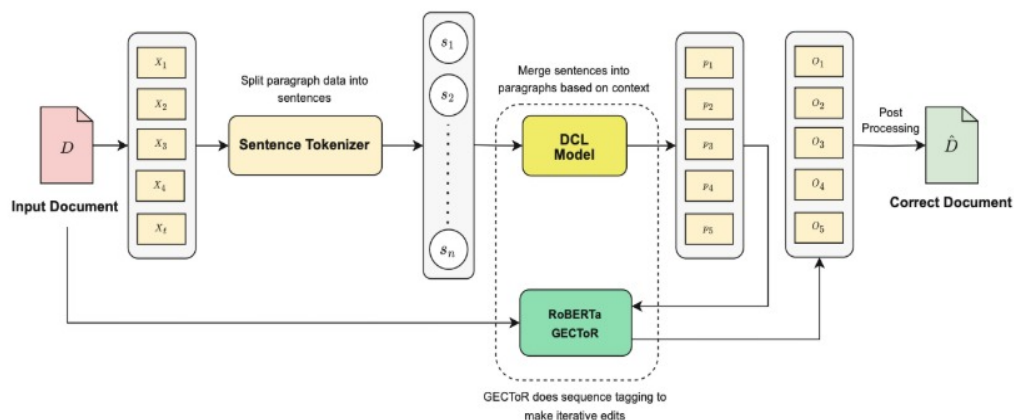 D
Input Document
X₁
X₂
X₃
X₄
Xₜ
Split paragraph data into
sentences
Sentence Tokenizer
s₁
s₂
sₙ
Merge sentences into
paragraphs based on context
DCL
Model
RoBERTa
GECToR
GECToR does sequence tagging to
make iterative edits
p₁
p₂
p₃
p₄
p₅
O₁
O₂
O₃
O₄
O₅
Post
Processing
D̂
Correct Document